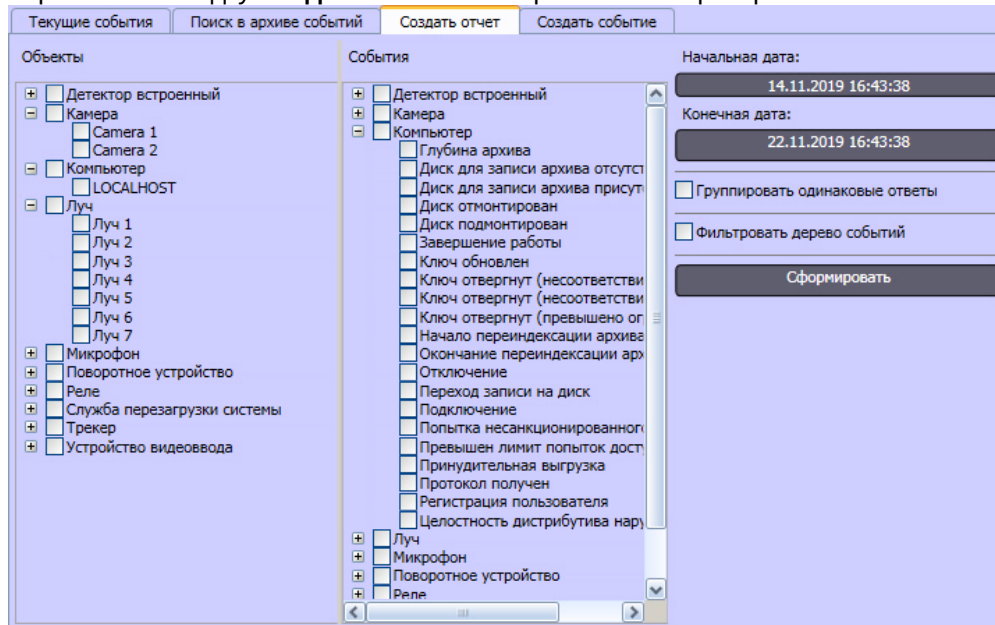 Текущие события
Поиск в архиве событий
Создать отчет
Создать событие
Объекты
Детектор встроенный
Камера
Camera 1
Camera 2
Компьютер
LOCALHOST
Луч
Луч 1
Луч 2
Луч 3
Луч 4
Луч 5
Луч 6
Луч 7
Микрофон
Поворотное устройство
Реле
Служба перезагрузки системы
Трекер
Устройство видеоввода
События
Детектор встроенный
Камера
Компьютер
Глубина архива
Диск для записи архива отсутст
Диск для записи архива присут
Диск отмонтирован
Диск подмонтирован
Завершение работы
Ключ обновлен
Ключ отвергнут (несоответстви
Ключ отвергнут (несоответстви
Ключ отвергнут (превышено ог
Начало переиндексации архива
Окончание переиндексации арх
Отключение
Переход записи на диск
Подключение
Попытка несанкционированног
Превышен лимит попыток дост
Принудительная выгрузка
Протокол получен
Регистрация пользователя
Целостность дистрибутива нару
Луч
Микрофон
Поворотное устройство
Реле
Начальная дата:
14.11.2019 16:43:38
Конечная дата:
22.11.2019 16:43:38
Группировать одинаковые ответы
Фильтровать дерево событий
Сформировать